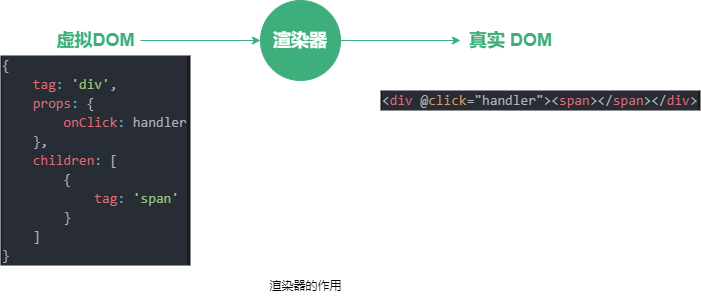 虚拟DOM
渲染器
真实 DOM
{
    tag: 'div',
    props: {
        onClick: handler
    },
    children: [
        {
            tag: 'span'
        }
    ]
}
<div @click="handler"><span></span></div>
渲染器的作用